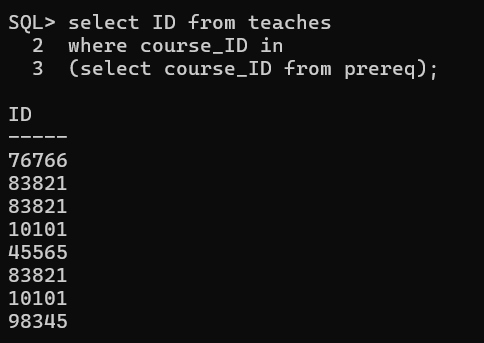 SQL> select ID from teaches
  2  where course_ID in
  3  (select course_ID from prereq);

ID
-----
76766
83821
83821
10101
45565
83821
10101
98345